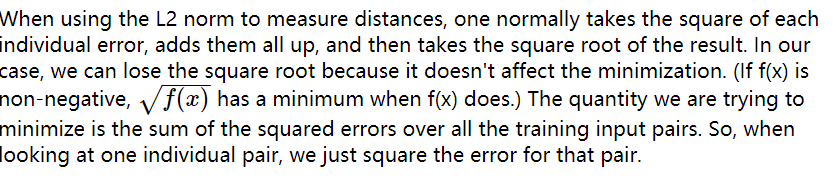 When using the L2 norm to measure distances, one normally takes the square of each
individual error, adds them all up, and then takes the square root of the result. In our
case, we can lose the square root because it doesn't affect the minimization. (If f(x) is
non-negative, √f(x) has a minimum when f(x) does.) The quantity we are trying to
minimize is the sum of the squared errors over all the training input pairs. So, when
looking at one individual pair, we just square the error for that pair.